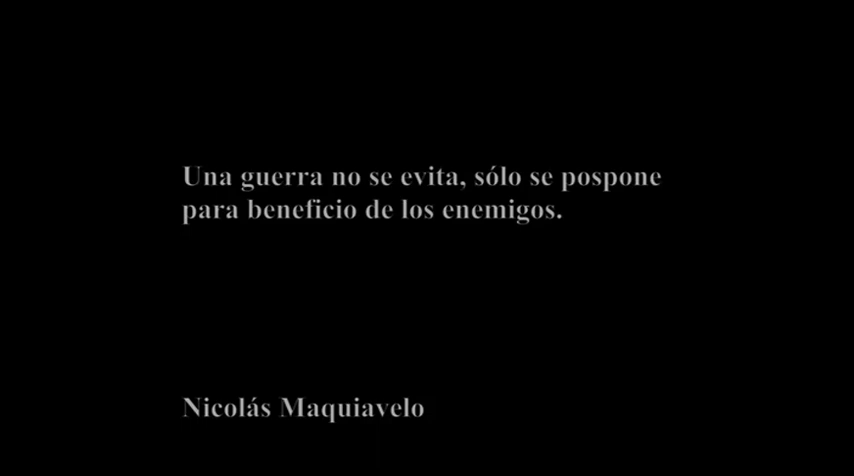 Una guerra no se evita, sólo se pospone
para beneficio de los enemigos.
Nicolás Maquiavelo